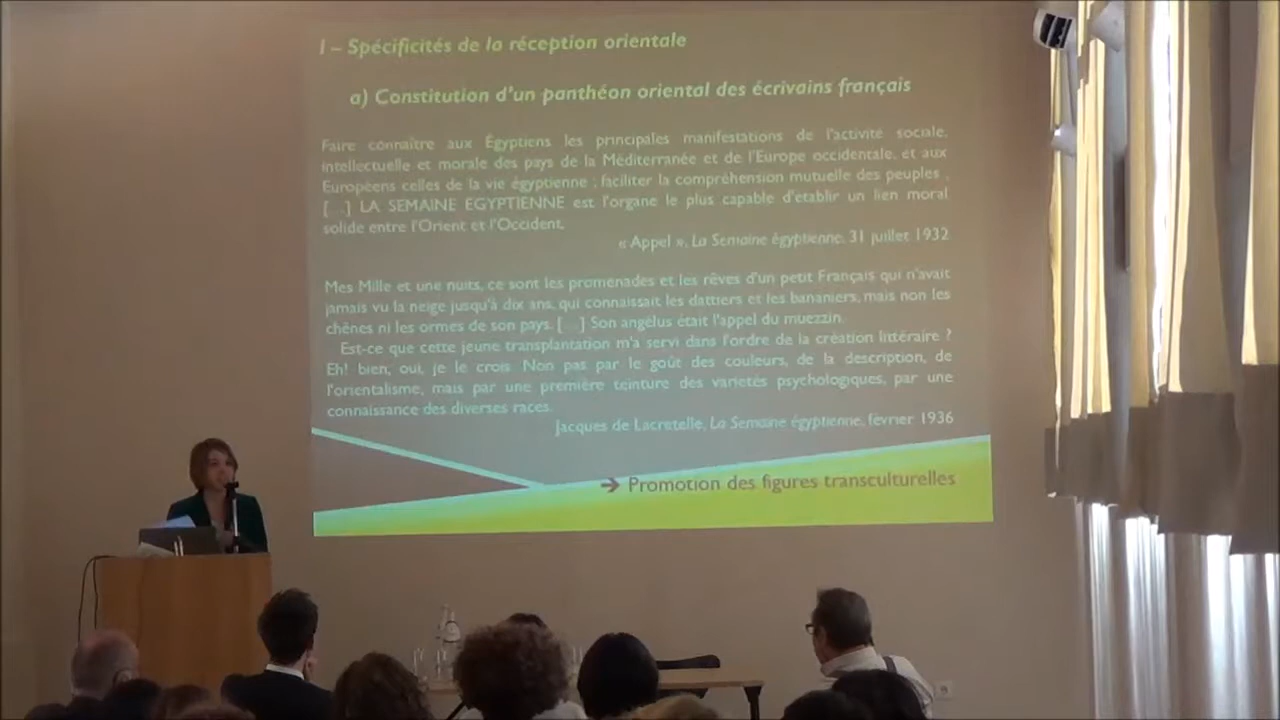 I – Spécificités de la réception orientale
a) Constitution d'un panthéon oriental des écrivains français
Faire connaître aux Égyptiens les principales manifestations de l'activité sociale,
intellectuelle et morale des pays de la Méditerranée et de l'Europe occidentale, et aux
Européens celles de la vie égyptienne ; faciliter la compréhension mutuelle des peuples ,
[…] LA SEMAINE EGYPTIENNE est l'organe le plus capable d'établir un lien moral
solide entre l'Orient et l'Occident.
« Appel », La Semaine égyptienne, 31 juillet 1932
Mes Mille et une nuits, ce sont les promenades et les rêves d'un petit Français qui n'avait
jamais vu la neige jusqu'à dix ans, qui connaissait les dattiers et les bananiers, mais non les
chênes ni les ormes de son pays. […] Son angélus était l'appel du muezzin.
Est-ce que cette jeune transplantation m'a servi dans l'ordre de la création littéraire ?
Eh! bien, oui, je le crois. Non pas par le goût des couleurs, de la description, de
l'orientalisme, mais par une première teinture des variétés psychologiques, par une
connaissance des diverses races.
Jacques de Lacretelle, La Semaine égyptienne, février 1936
→ Promotion des figures transculturelles